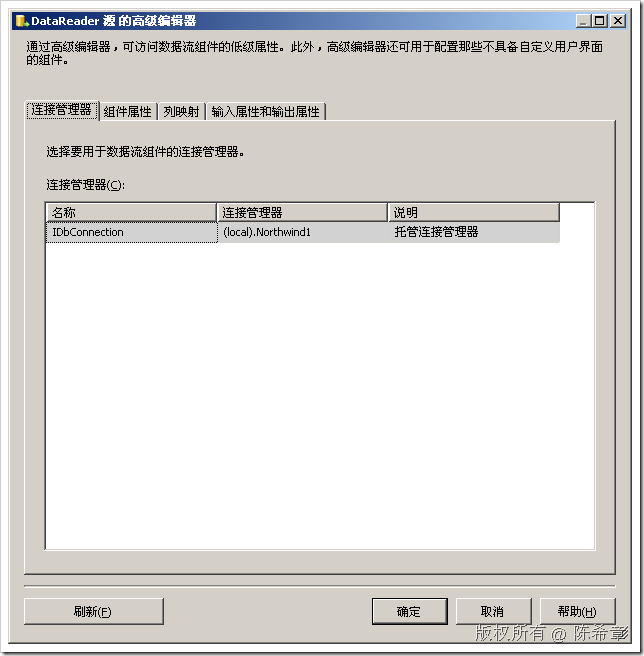 DataReader 源 的高级编辑器
通过高级编辑器，可访问数据流组件的低级属性。此外，高级编辑器还可用于配置那些不具备自定义用户界面
的组件。
连接管理器 组件属性 列映射 输入属性和输出属性
选择要用于数据流组件的连接管理器。
连接管理器(C):
名称 连接管理器 说明
IDbConnection (local).Northwind1 托管连接管理器
刷新(F) 确定 取消 帮助(H)
版权所有 @ 陈希章